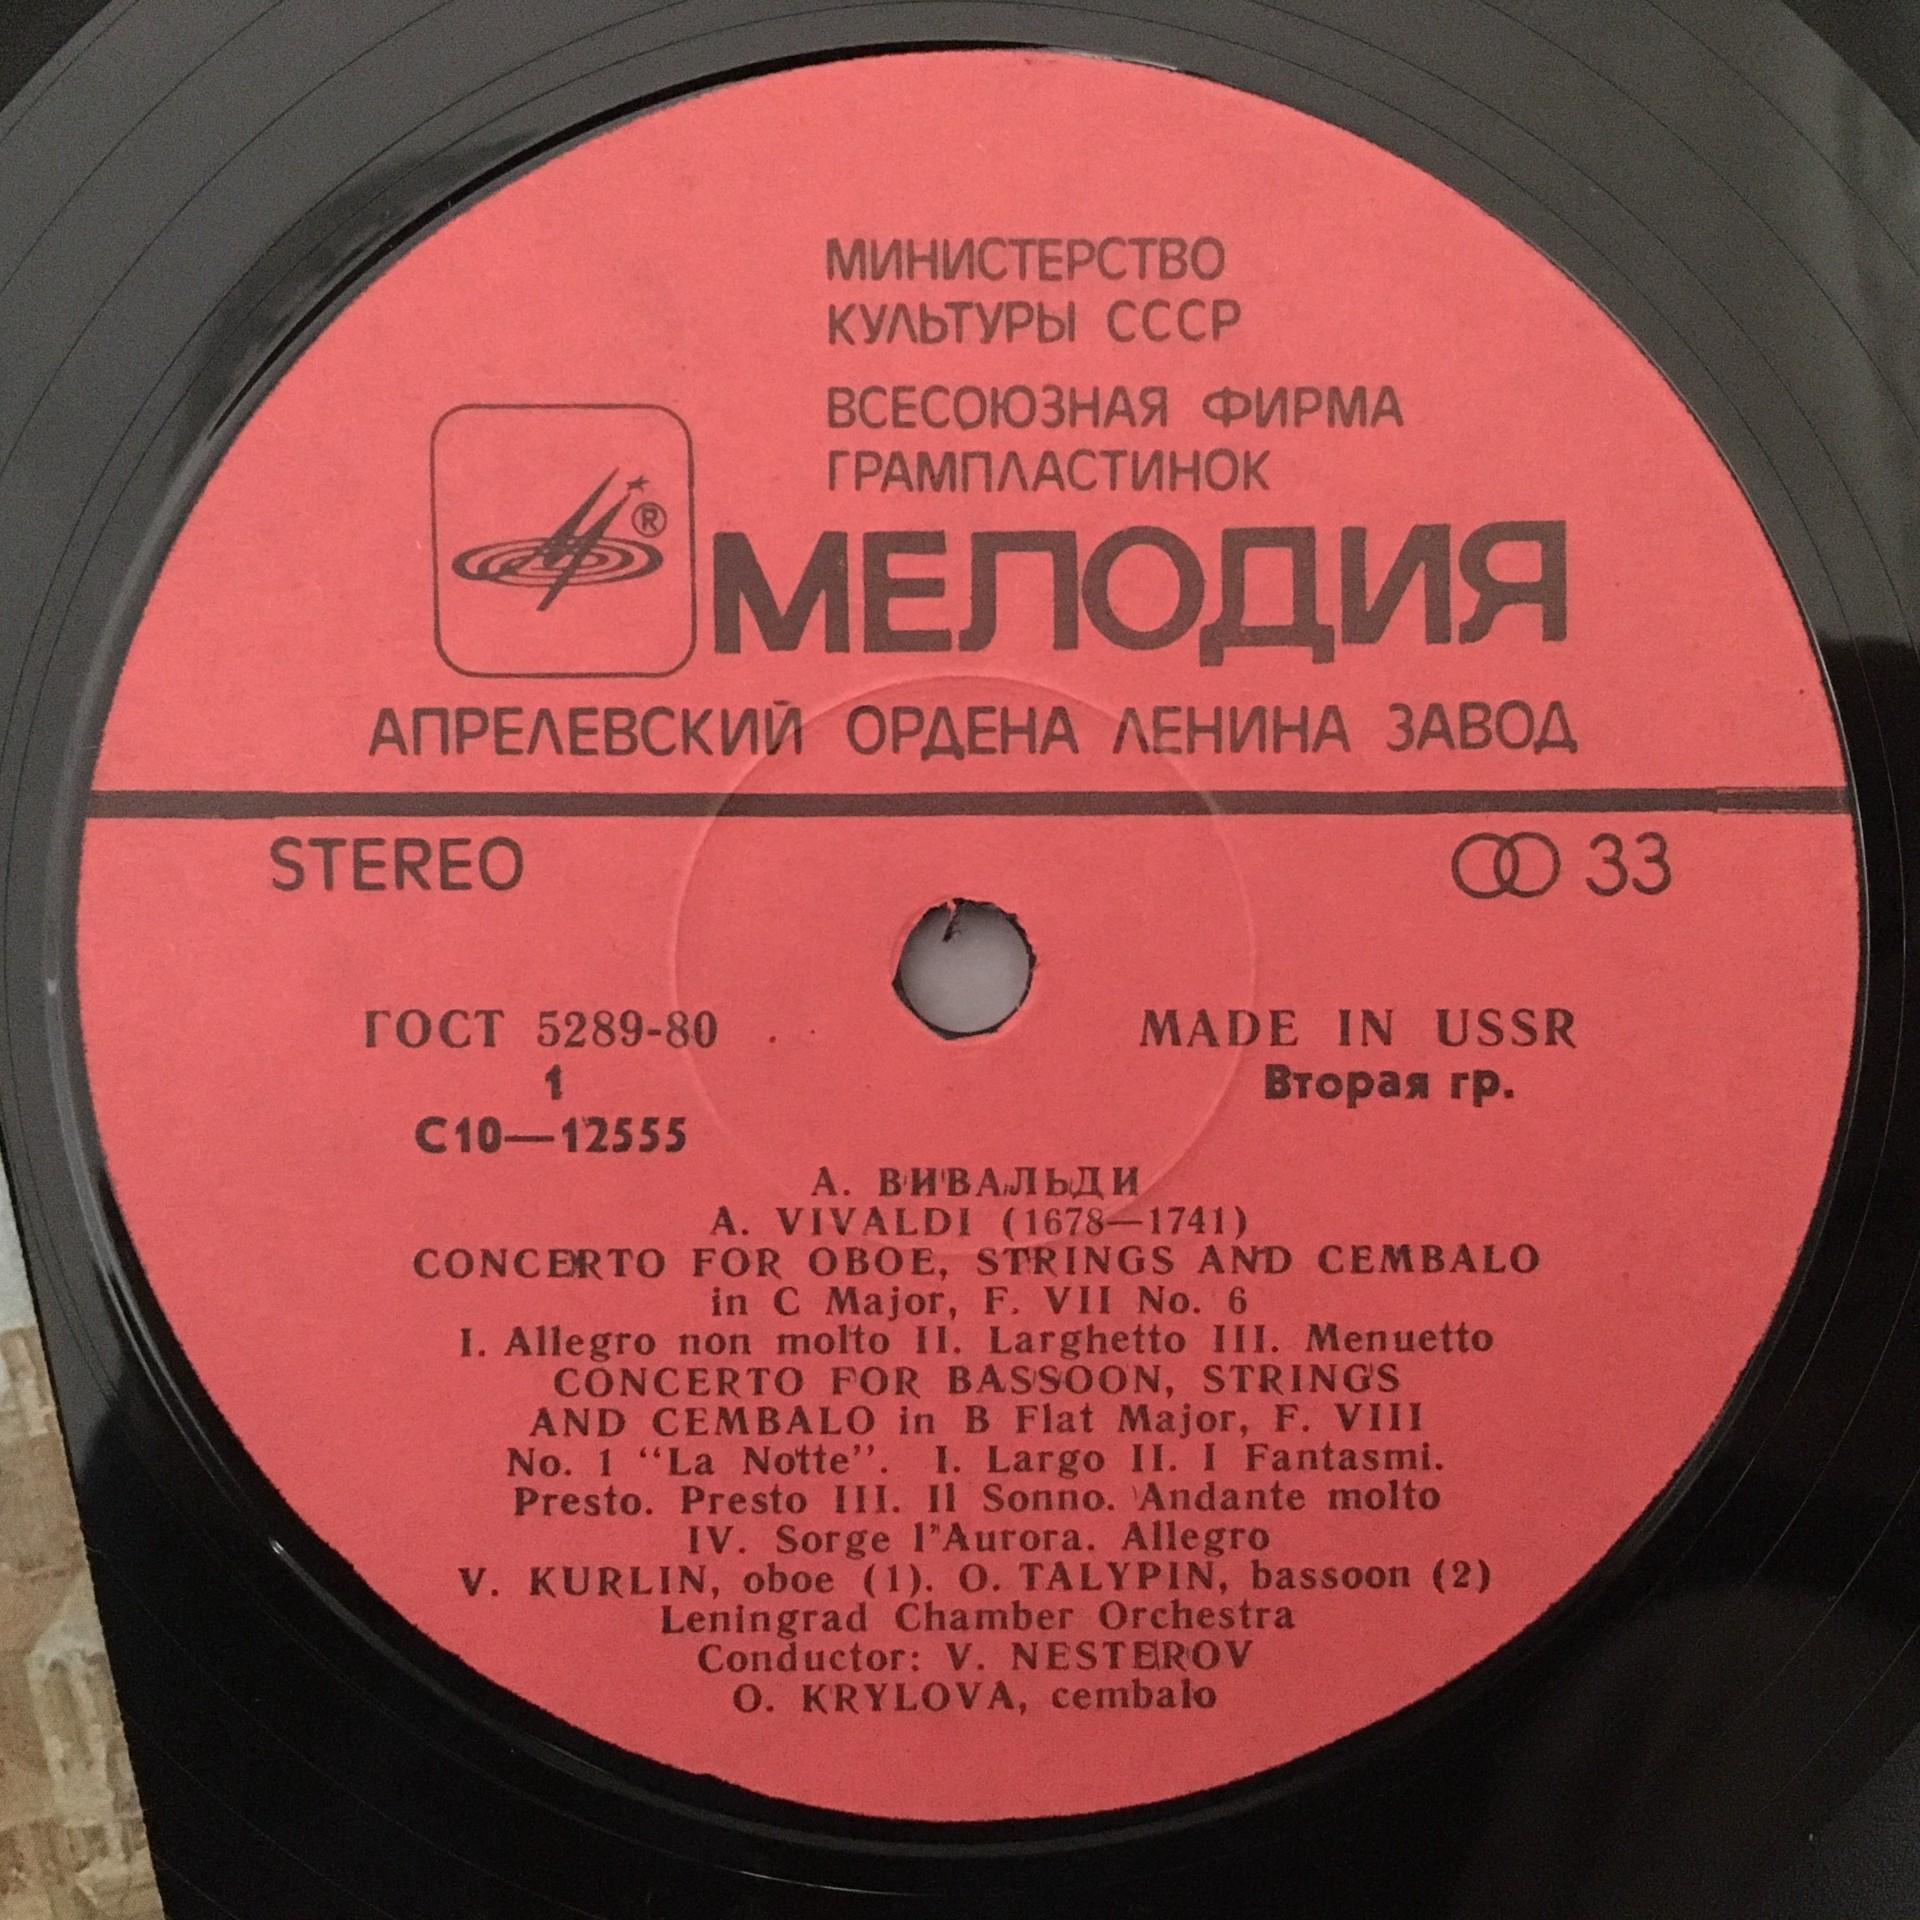 МИНИСТЕРСТВО
КУЛЬТУРЫ СССР
ВСЕСОЮЗНАЯ ФИРМА
ГРАМПЛАСТИНОК
®
МЕЛОДИЯ
АПРЕЛЕВСКИЙ ОРДЕНА ЛЕНИНА ЗАВОД
STEREO 33
ГОСТ 5289-80 MADE IN USSR
1 Вторая гр.
С10—12555
А. ВИВАЛЬДИ
A. VIVALDI (1678—1741)
CONCERTO FOR OBOE, STRINGS AND CEMBALO
in C Major, F. VII No. 6
I. Allegro non molto II. Larghetto III. Menuetto
CONCERTO FOR BASSOON, STRINGS
AND CEMBALO in B Flat Major, F. VIII
No. 1 “La Notte”. I. Largo II. I Fantasmi.
Presto. Presto III. Il Sonno. Andante molto
IV. Sorge l”Aurora. Allegro
V. KURLIN, oboe (1). O. TALYPIN, bassoon (2)
Leningrad Chamber Orchestra
Conductor: V. NESTEROV
O. KRYLOVA, cembalo